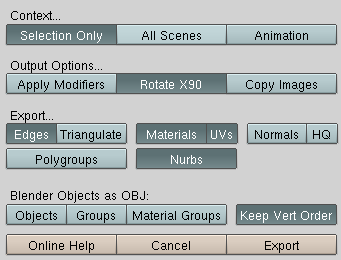 Context...
Selection Only All Scenes Animation
Output Options...
Apply Modifiers Rotate X90 Copy Images
Export...
Edges Triangulate Materials UVs Normals HQ
Polygroups Nurbs
Blender Objects as OBJ:
Objects Groups Material Groups Keep Vert Order
Online Help Cancel Export